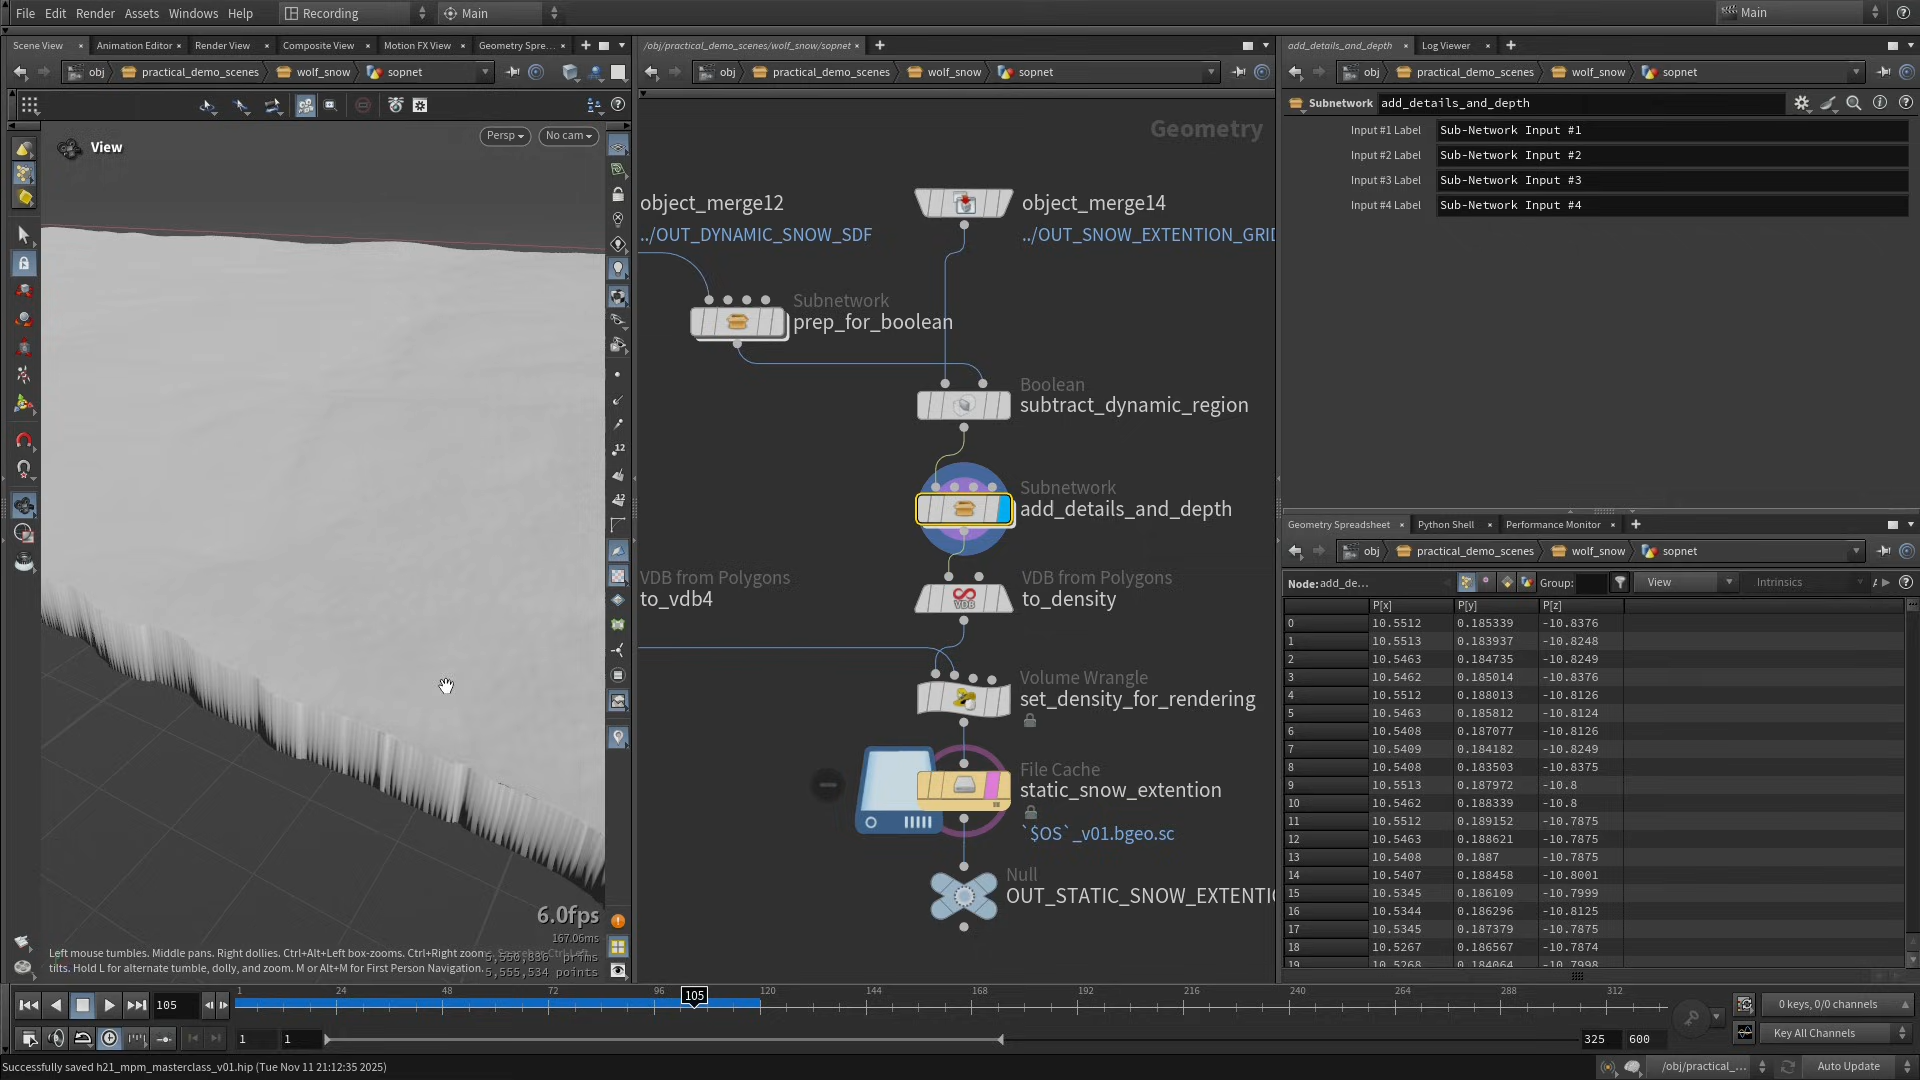 File Edit Render Assets Windows Help Recording Main Main
Scene View Animation Editor Render View Composite View Motion FX View Geometry Spre...
/obj/practical_demo_scenes/wolf_snow/sopnet
add_details_and_depth Log Viewer
obj practical_demo_scenes wolf_snow sopnet
obj practical_demo_scenes wolf_snow sopnet
obj practical_demo_scenes wolf_snow sopnet
Subnetwork add_details_and_depth
Input #1 Label Sub-Network Input #1
Input #2 Label Sub-Network Input #2
Input #3 Label Sub-Network Input #3
Input #4 Label Sub-Network Input #4
View
Persp
No cam
Geometry
object_merge12
../OUT_DYNAMIC_SNOW_SDF
object_merge14
../OUT_SNOW_EXTENTION_GRID
Subnetwork
prep_for_boolean
Boolean
subtract_dynamic_region
Subnetwork
add_details_and_depth
VDB from Polygons
to_vdb4
VDB from Polygons
to_density
Volume Wrangle
set_density_for_rendering
File Cache
static_snow_extention
`$OS`_v01.bgeo.sc
Null
OUT_STATIC_SNOW_EXTENTIO
6.0fps
167.06ms
Left mouse tumbles. Middle pans. Right dollies. Ctrl+Alt+Left box-zooms. Ctrl+Right zoom
tilts. Hold L for alternate tumble, dolly, and zoom. M or Alt+M for First Person Navigation.
prims
5,555,534 points
Geometry Spreadsheet Python Shell Performance Monitor
obj practical_demo_scenes wolf_snow sopnet
Node: add_de... Group: View Intrinsics
P[x] P[y] P[z]
0 10.5512 0.185339 -10.8376
1 10.5513 0.183937 -10.8248
2 10.5463 0.184735 -10.8249
3 10.5462 0.185014 -10.8376
4 10.5512 0.188013 -10.8126
5 10.5463 0.185812 -10.8124
6 10.5408 0.187077 -10.8126
7 10.5409 0.184182 -10.8249
8 10.5408 0.183503 -10.8375
9 10.5513 0.187972 -10.8
10 10.5462 0.188339 -10.8
11 10.5512 0.189152 -10.7875
12 10.5463 0.188621 -10.7875
13 10.5408 0.1887 -10.7875
14 10.5407 0.188458 -10.8001
15 10.5345 0.186109 -10.7999
16 10.5344 0.186296 -10.8125
17 10.5345 0.187379 -10.7875
18 10.5267 0.186567 -10.7874
19 10.5268 0.184064 -10.7998
105
1 24 48 72 96 105 120 144 168 192 216 240 264 288 312
0 keys, 0/0 channels
1 1 325 600
Key All Channels
Successfully saved h21_mpm_masterclass_v01.hip (Tue Nov 11 21:12:35 2025)
/obj/practical_... Auto Update